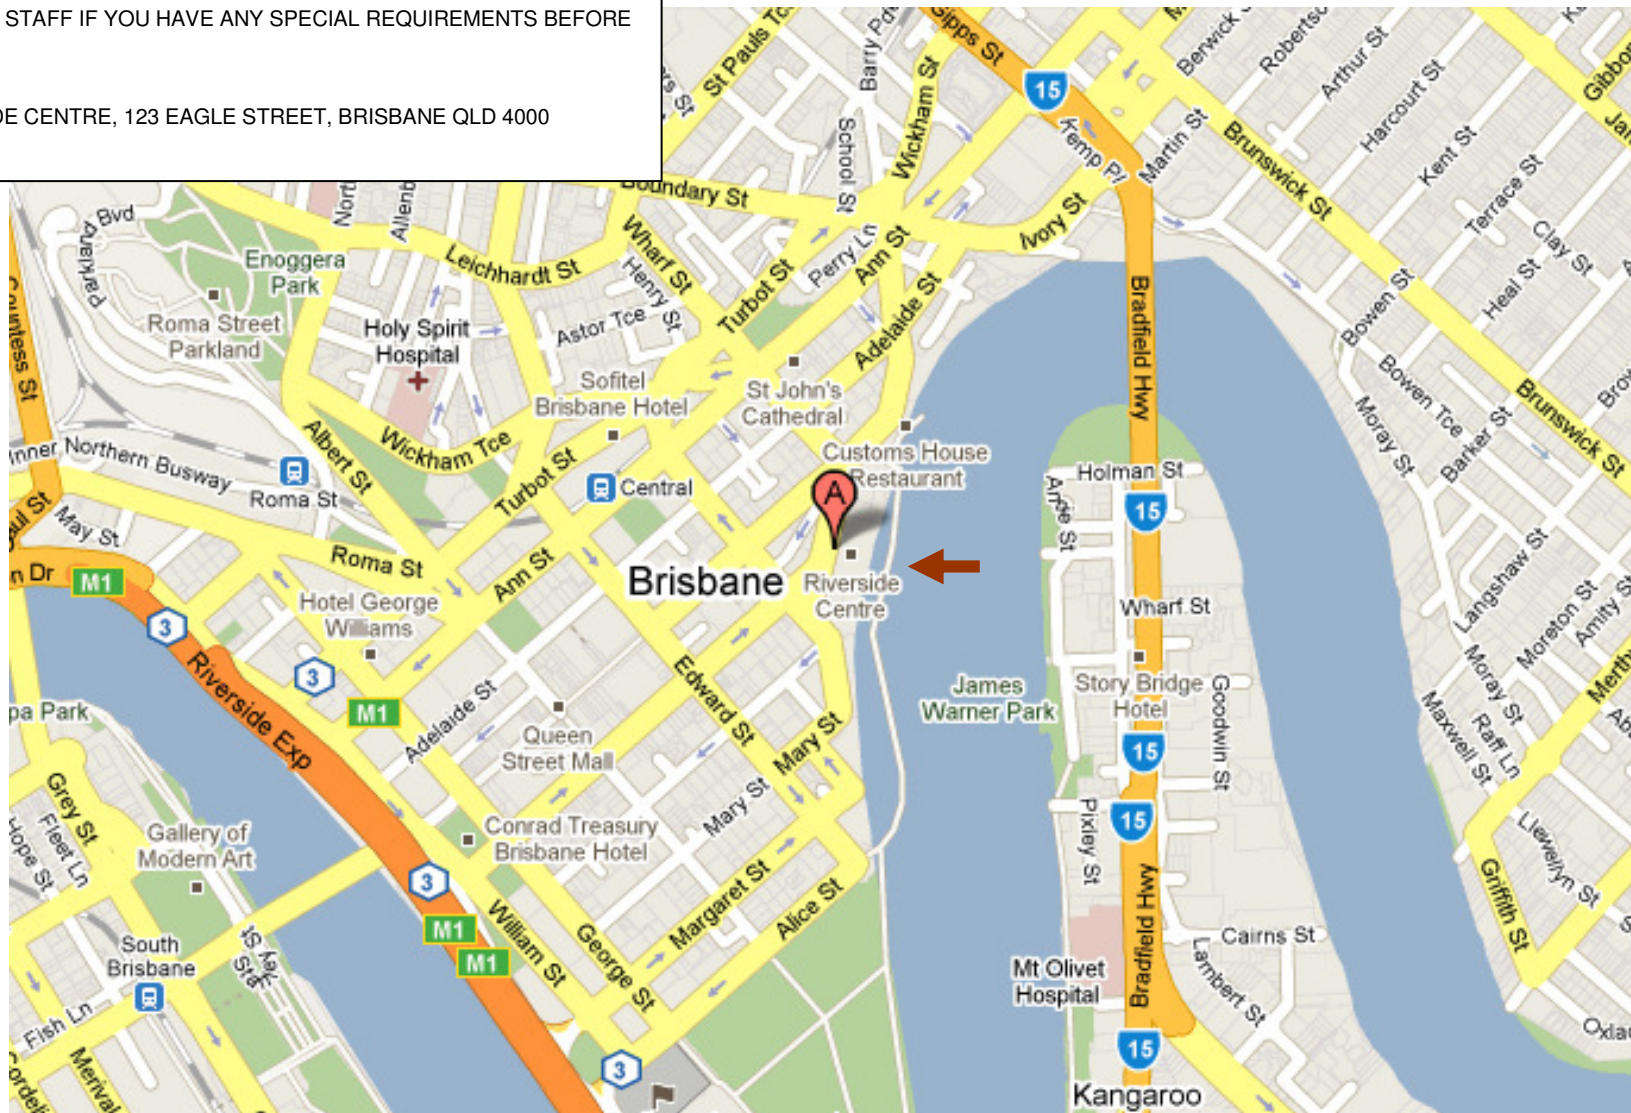 STAFF IF YOU HAVE ANY SPECIAL REQUIREMENTS BEFORE
DE CENTRE, 123 EAGLE STREET, BRISBANE QLD 4000
Gipps St
Barry Pde
St Pauls Tce
Berwick
Arthur St
15
Wickham St
School St
Harcourt St
Kemp Pl
Martin St
Kent St
Brunswick St
Terrace St
Clay St
Boundary St
Parkland Blvd
Enoggera
Park
Leichhardt St
Wharf St
Henry St
Perry Ln
Ann St
Ivory St
Turbot St
Adelaide St
Bowen St
Heal St
Roma Street
Parkland
Holy Spirit
Hospital
Astor Tce
Bradfield Hwy
Countess St
Sofitel
Brisbane Hotel
St John's
Cathedral
Bowen Tce
Moray St
Barker St
Brunswick St
Albert St
Wickham Tce
Customs House
Restaurant
Inner Northern Busway
Roma St
Turbot St
Central
A
Holman St
Annie St
15
May St
Roma St
Ann St
Brisbane
Riverside
Centre
Langshaw St
Moreton St
Amity St
M1
3
Hotel George
Williams
Wharf St
Riverside Exp
3
M1
Adelaide St
Edward St
James
Warner Park
Story Bridge
Hotel
Goodwin St
Moray St
Raff Ln
Maxwell St
Queen
Street Mall
Mary St
15
Grey St
Fleet Ln
Hope St
Gallery of
Modern Art
Conrad Treasury
Brisbane Hotel
Mary St
Pixley St
15
Llewellyn St
Griffith St
3
M1
M1
William St
George St
Margaret St
Alice St
Bradfield Hwy
Cairns St
South
Brisbane
Mt Olivet
Hospital
Lambert St
Fish Ln
3
15
Kangaroo